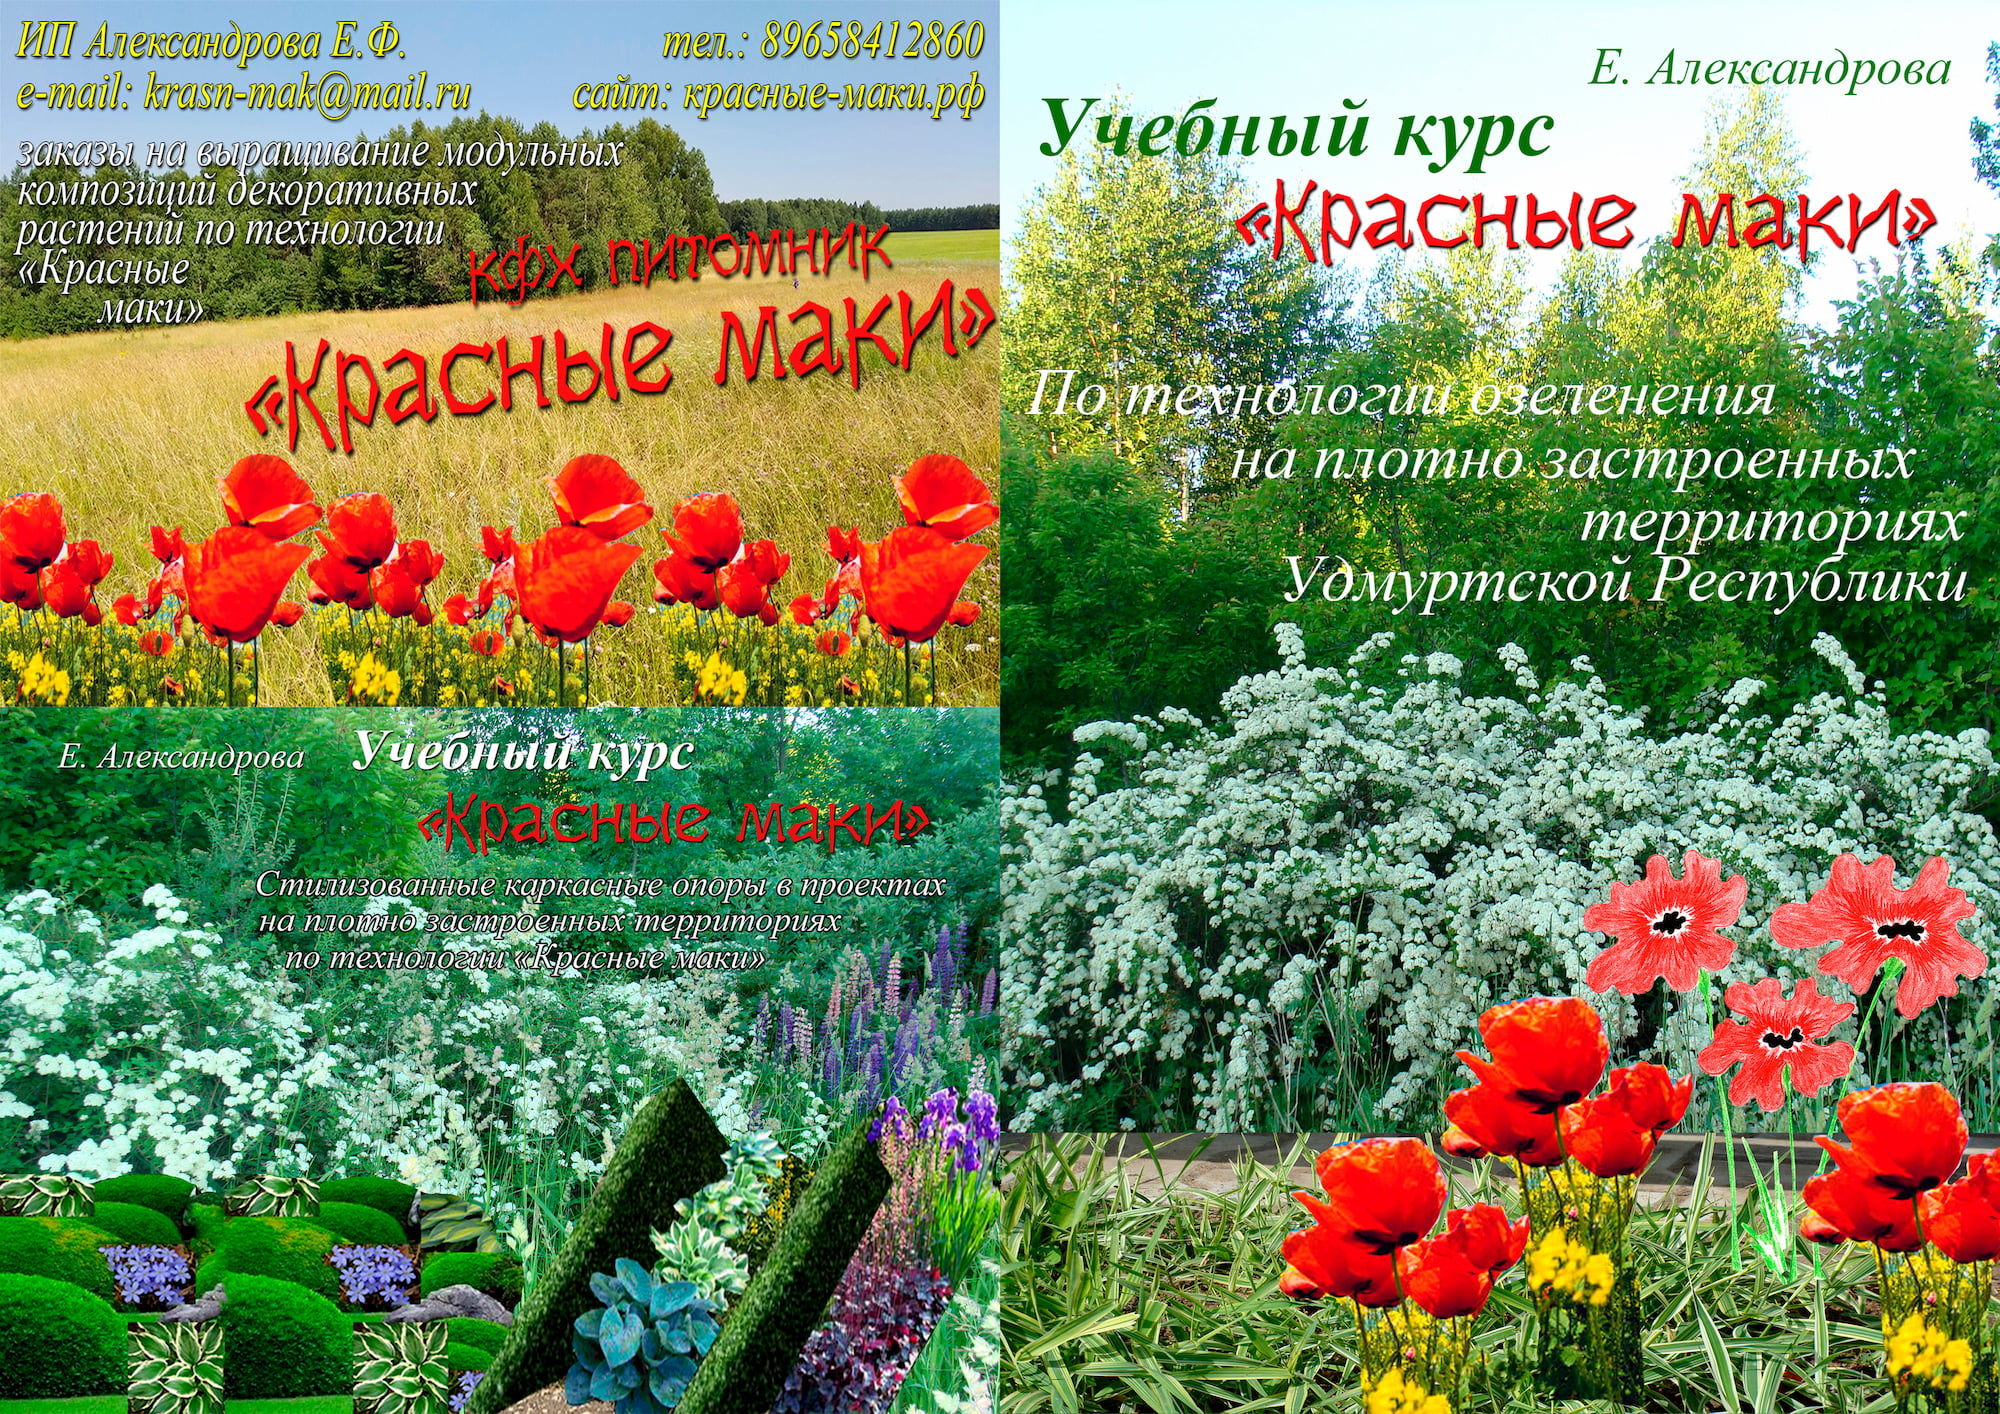 ИП Александрова Е.Ф.
тел.: 89658412860
e-mail: krasn-mak@mail.ru
сайт: красные-маки.рф
заказы на выращивание модульных
композиций декоративных
растений по технологии
«Красные
маки»
кфх питомник
«Красные маки»
Е. Александрова
Учебный курс
«Красные маки»
Стилизованные каркасные опоры в проектах
на плотно застроенных территориях
по технологии «Красные маки»
Е. Александрова
Учебный курс
«Красные маки»
По технологии озеленения
на плотно застроенных
территориях
Удмуртской Республики